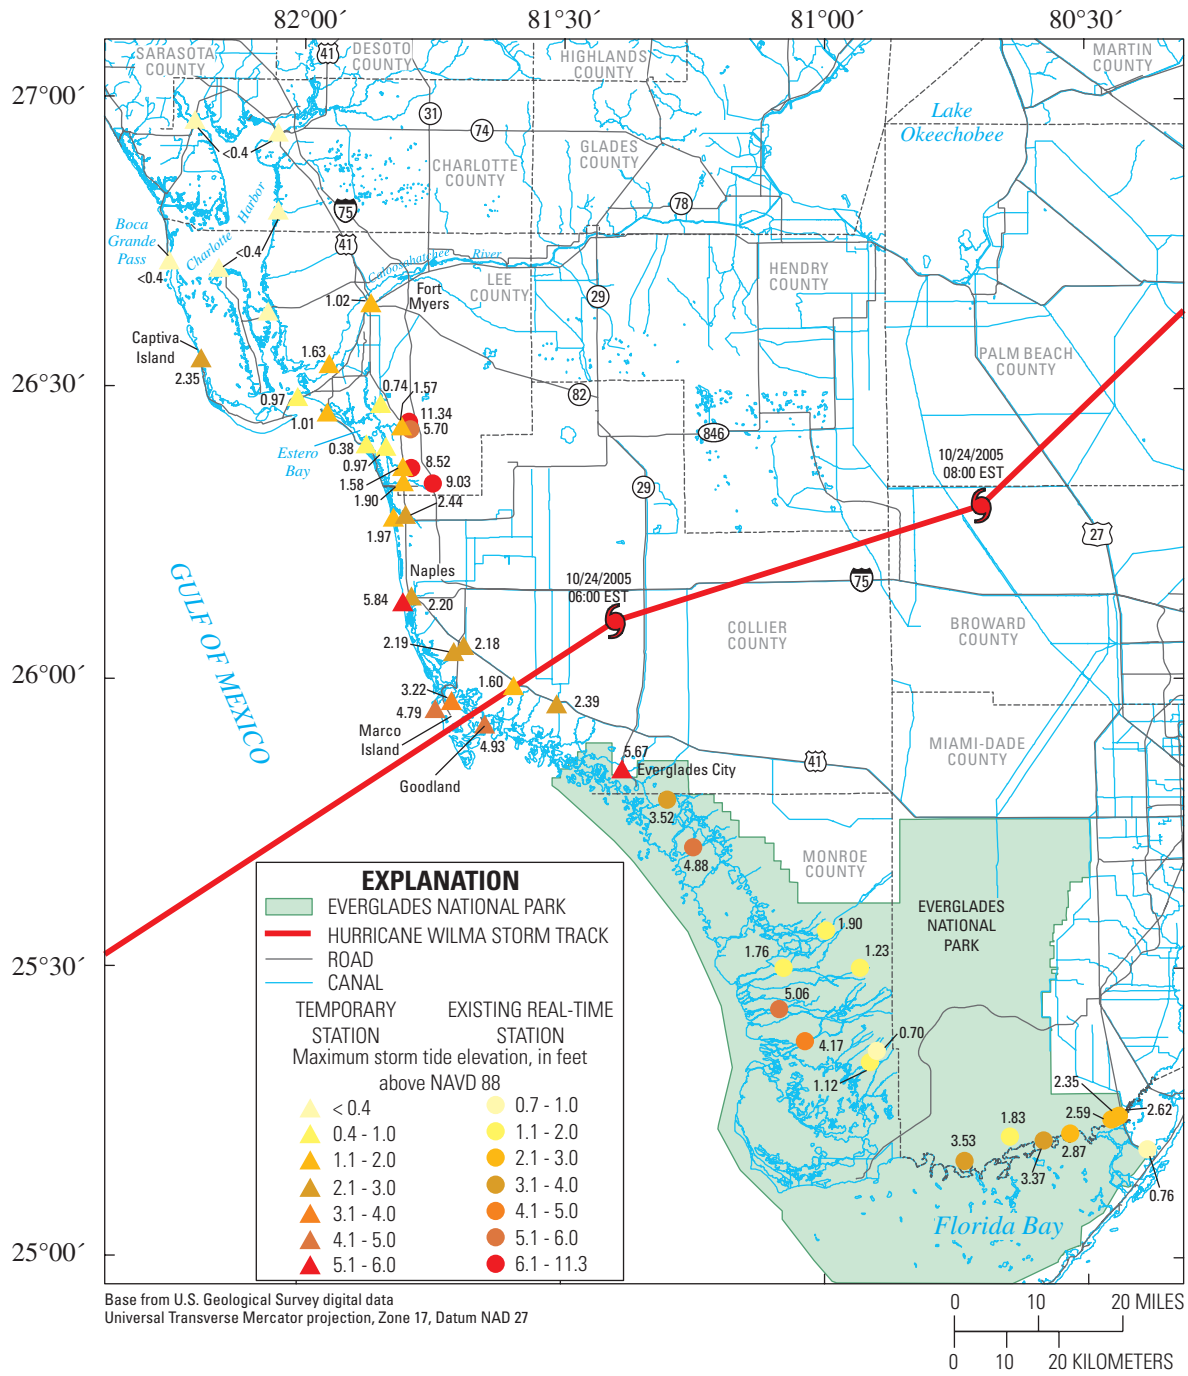 82°00´
81°30´
81°00´
80°30´
27°00´
26°30´
26°00´
25°30´
25°00´
SARASOTA
COUNTY
DESOTO
COUNTY
41
HIGHLANDS
COUNTY
MARTIN
COUNTY
Lake
Okeechobee
31
74
GLADES
COUNTY
CHARLOTTE
COUNTY
<0.4
78
75
41
Harbor
Charlotte
Boca
Grande
Pass
<0.4
<0.4
Caloosahatchee
River
Fort
Myers
LEE
COUNTY
HENDRY
COUNTY
29
1.02
Captiva
Island
2.35
1.63
PALM BEACH
COUNTY
82
0.97
0.74
1.57
11.34
5.70
1.01
846
0.38
Estero
Bay
0.97
8.52
1.58
9.03
1.90
2.44
1.97
29
10/24/2005
08:00 EST
27
GULF OF MEXICO
Naples
10/24/2005
06:00 EST
75
5.84
2.20
COLLIER
COUNTY
BROWARD
COUNTY
2.19
2.18
1.60
3.22
4.79
2.39
Marco
Island
4.93
Goodland
5.67
Everglades City
41
MIAMI-DADE
COUNTY
3.52
4.88
MONROE
COUNTY
EVERGLADES
NATIONAL
PARK
1.90
1.76
1.23
5.06
4.17
0.70
1.12
2.35
2.59
2.62
1.83
3.53
3.37
2.87
0.76
Florida Bay
EXPLANATION
EVERGLADES NATIONAL PARK
HURRICANE WILMA STORM TRACK
ROAD
CANAL
TEMPORARY
STATION
EXISTING REAL-TIME
STATION
Maximum storm tide elevation, in feet
above NAVD 88
< 0.4
0.4 - 1.0
1.1 - 2.0
2.1 - 3.0
3.1 - 4.0
4.1 - 5.0
5.1 - 6.0
0.7 - 1.0
1.1 - 2.0
2.1 - 3.0
3.1 - 4.0
4.1 - 5.0
5.1 - 6.0
6.1 - 11.3
Base from U.S. Geological Survey digital data
Universal Transverse Mercator projection, Zone 17, Datum NAD 27
0 10 20 MILES
0 10 20 KILOMETERS